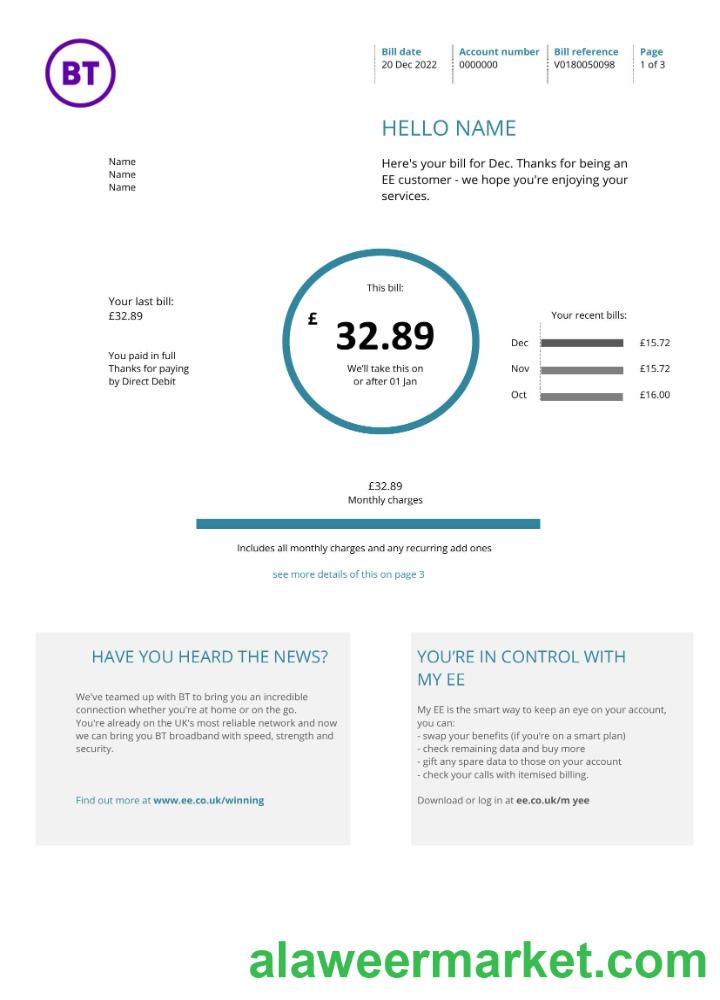 BT
Bill date
20 Dec 2022
Account number
0000000
Bill reference
V0180050098
Page
1 of 3
HELLO NAME
Name
Name
Name
Here's your bill for Dec. Thanks for being an
EE customer - we hope you're enjoying your
services.
Your last bill:
£32.89
You paid in full
Thanks for paying
by Direct Debit
This bill:
£
32.89
We'll take this on
or after 01 Jan
Your recent bills:
Dec £15.72
Nov £15.72
Oct £16.00
£32.89
Monthly charges
Includes all monthly charges and any recurring add ones
see more details of this on page 3
HAVE YOU HEARD THE NEWS?
We've teamed up with BT to bring you an incredible
connection whether you're at home or on the go.
You're already on the UK's most reliable network and now
we can bring you BT broadband with speed, strength and
security.
Find out more at www.ee.co.uk/winning
YOU'RE IN CONTROL WITH
MY EE
My EE is the smart way to keep an eye on your account,
you can:
- swap your benefits (if you're on a smart plan)
- check remaining data and buy more
- gift any spare data to those on your account
- check your calls with itemised billing.
Download or log in at ee.co.uk/m yee
alaweermarket.com